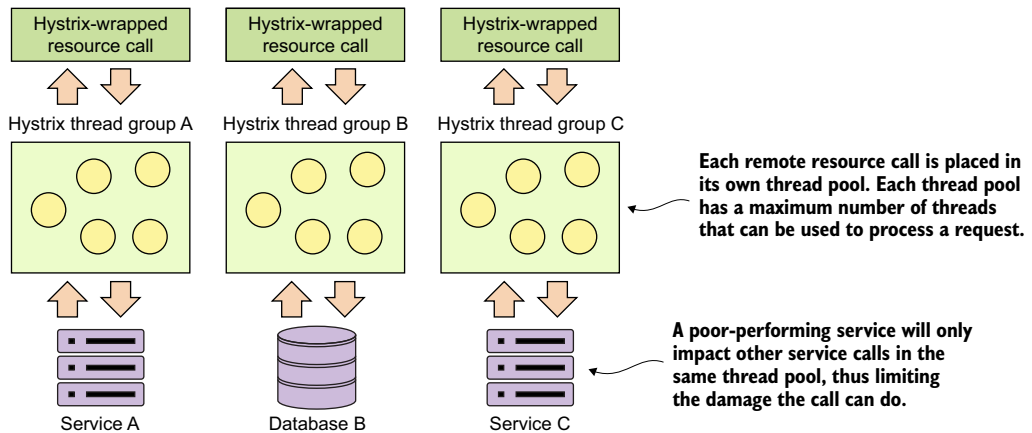 Hystrix-wrapped
resource call
Hystrix-wrapped
resource call
Hystrix-wrapped
resource call
Hystrix thread group A
Hystrix thread group B
Hystrix thread group C
Each remote resource call is placed in
its own thread pool. Each thread pool
has a maximum number of threads
that can be used to process a request.
A poor-performing service will only
impact other service calls in the
same thread pool, thus limiting
the damage the call can do.
Service A
Database B
Service C